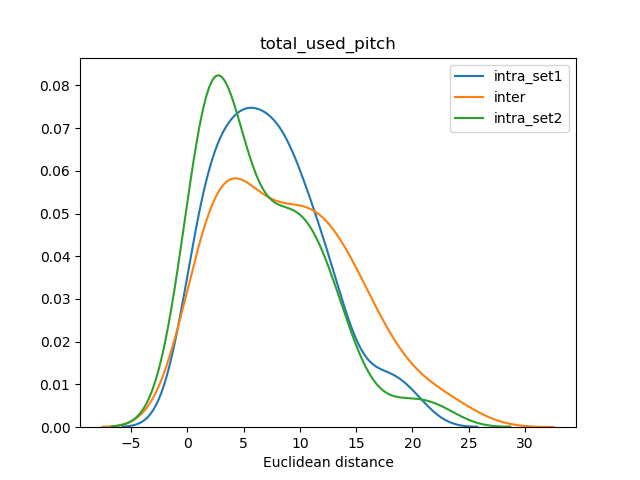 total_used_pitch
intra_set1
inter
intra_set2
0.08
0.07
0.06
0.05
0.04
0.03
0.02
0.01
0.00
−5 0 5 10 15 20 25 30
Euclidean distance